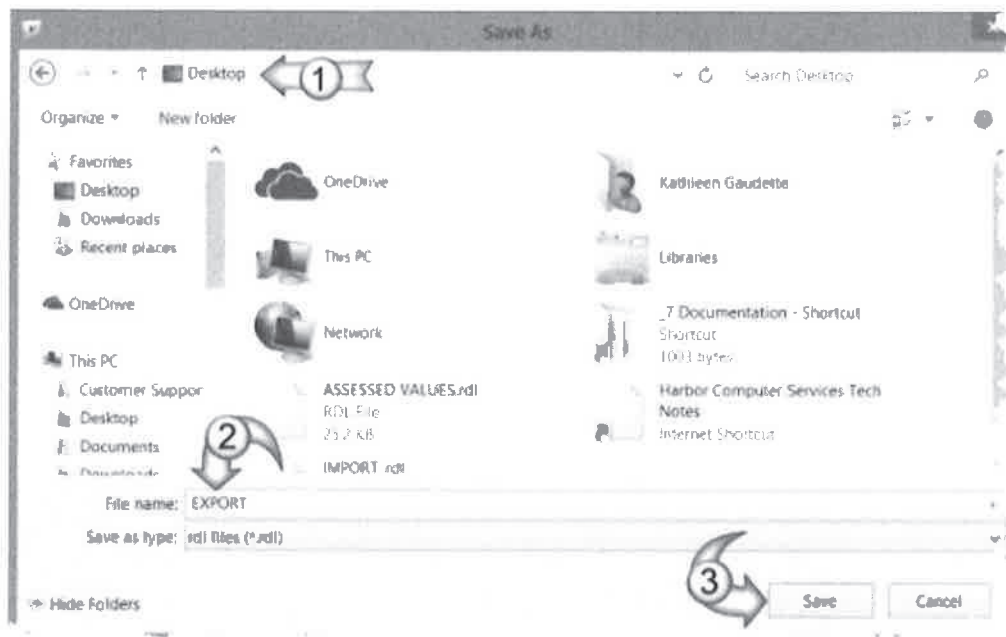 Save As
Desktop
1
Search Desktop
Organize
New folder
Favorites
Desktop
Downloads
Recent places
OneDrive
This PC
Customer Suppor
Desktop
Documents
Downloads
OneDrive
Kathleen Gaudette
This PC
Libraries
Network
_7 Documentation - Shortcut
Shortcut
1003 bytes
ASSESSED VALUES.rdl
RDL File
25.2 KB
Harbor Computer Services Tech
Notes
Internet Shortcut
IMPORT .rdl
2
File name: EXPORT
Save as type: rdl files (*.rdl)
3
Hide Folders
Save
Cancel